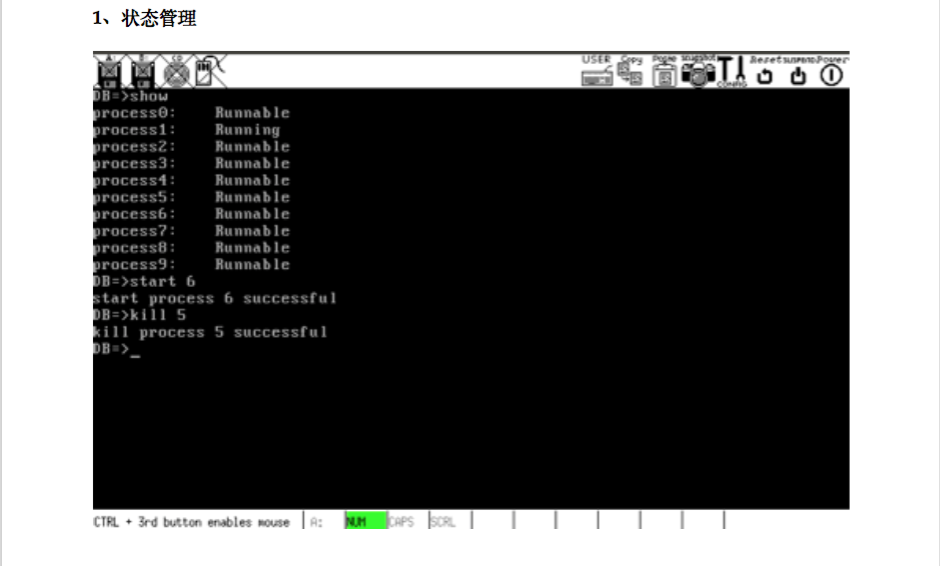 1、状态管理
A: B: CD USER Copy Paste snapshot CONFIG Reset SUSPEND Power
DB=>show
process0: Runnable
process1: Running
process2: Runnable
process3: Runnable
process4: Runnable
process5: Runnable
process6: Runnable
process7: Runnable
process8: Runnable
process9: Runnable
DB=>start 6
start process 6 successful
DB=>kill 5
kill process 5 successful
DB=>_
CTRL + 3rd button enables mouse A: NUM CAPS SCRL